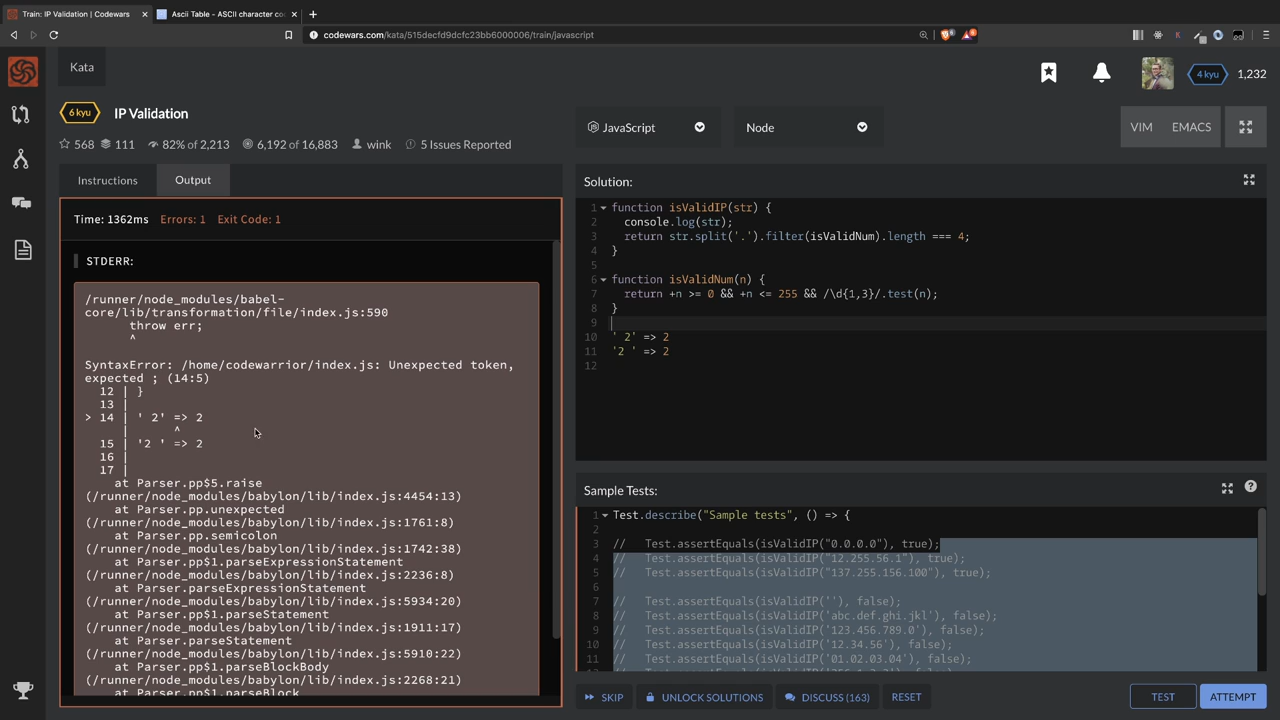 Train: IP Validation | Codewars
Ascii Table - ASCII character co
codewars.com/kata/515decfd9dcfc23bb6000006/train/javascript
Kata
4 kyu
1,232
6 kyu
IP Validation
568
111
82% of 2,213
6,192 of 16,883
wink
5 Issues Reported
JavaScript
Node
VIM
EMACS
Instructions
Output
Time: 1362ms Errors: 1 Exit Code: 1
STDERR:
/runner/node_modules/babel-
core/lib/transformation/file/index.js:590
throw err;
^
SyntaxError: /home/codewarrior/index.js: Unexpected token,
expected ; (14:5)
12 | }
13 |
> 14 | ' 2' => 2
| ^
15 | '2 ' => 2
16 |
17 |
at Parser.pp$5.raise
(/runner/node_modules/babylon/lib/index.js:4454:13)
at Parser.pp.unexpected
(/runner/node_modules/babylon/lib/index.js:1761:8)
at Parser.pp.semicolon
(/runner/node_modules/babylon/lib/index.js:1742:38)
at Parser.pp$1.parseExpressionStatement
(/runner/node_modules/babylon/lib/index.js:2236:8)
at Parser.parseExpressionStatement
(/runner/node_modules/babylon/lib/index.js:5934:20)
at Parser.pp$1.parseStatement
(/runner/node_modules/babylon/lib/index.js:1911:17)
at Parser.parseStatement
(/runner/node_modules/babylon/lib/index.js:5910:22)
at Parser.pp$1.parseBlockBody
(/runner/node_modules/babylon/lib/index.js:2268:21)
at Parser.pp$1.parseBlock
Solution:
1 function isValidIP(str) {
2 console.log(str);
3 return str.split('.').filter(isValidNum).length === 4;
4 }
5
6 function isValidNum(n) {
7 return +n >= 0 && +n <= 255 && /\d{1,3}/.test(n);
8 }
9
10 ' 2' => 2
11 '2 ' => 2
12
Sample Tests:
1 Test.describe("Sample tests", () => {
2
3 // Test.assertEquals(isValidIP("0.0.0.0"), true);
4 // Test.assertEquals(isValidIP("12.255.56.1"), true);
5 // Test.assertEquals(isValidIP("137.255.156.100"), true);
6
7 // Test.assertEquals(isValidIP(''), false);
8 // Test.assertEquals(isValidIP('abc.def.ghi.jkl'), false);
9 // Test.assertEquals(isValidIP('123.456.789.0'), false);
10 // Test.assertEquals(isValidIP('12.34.56'), false);
11 // Test.assertEquals(isValidIP('01.02.03.04'), false);
SKIP
UNLOCK SOLUTIONS
DISCUSS (163)
RESET
TEST
ATTEMPT